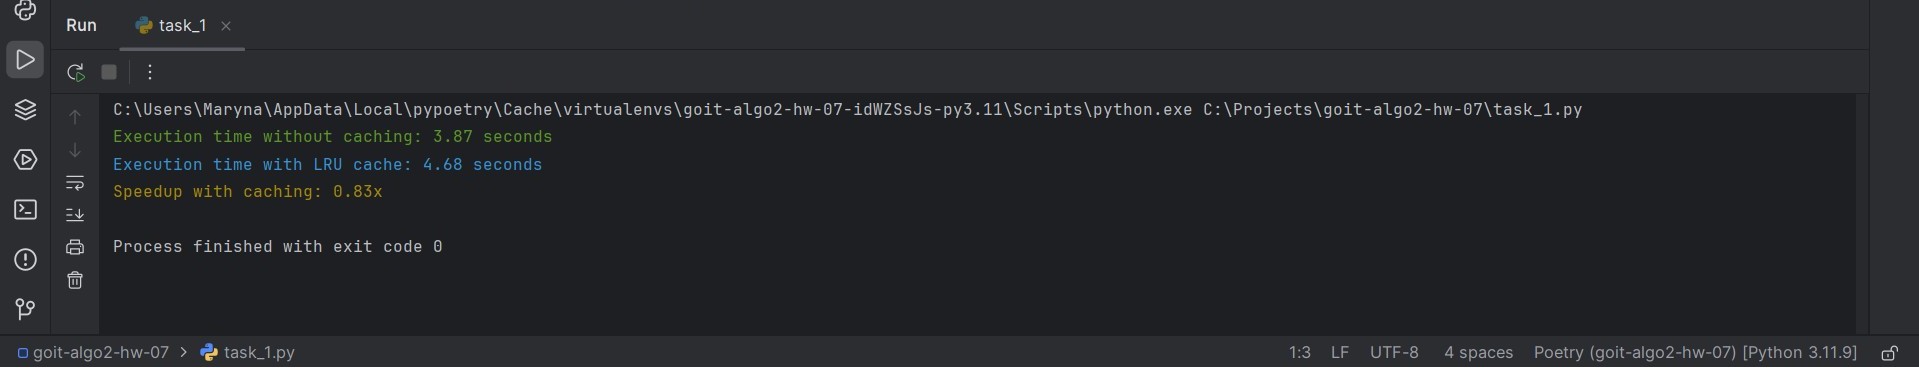 Run task_1
C:\Users\Maryna\AppData\Local\pypoetry\Cache\virtualenvs\goit-algo2-hw-07-idWZSsJs-py3.11\Scripts\python.exe C:\Projects\goit-algo2-hw-07\task_1.py
Execution time without caching: 3.87 seconds
Execution time with LRU cache: 4.68 seconds
Speedup with caching: 0.83x
Process finished with exit code 0
goit-algo2-hw-07 > task_1.py 1:3 LF UTF-8 4 spaces Poetry (goit-algo2-hw-07) [Python 3.11.9]